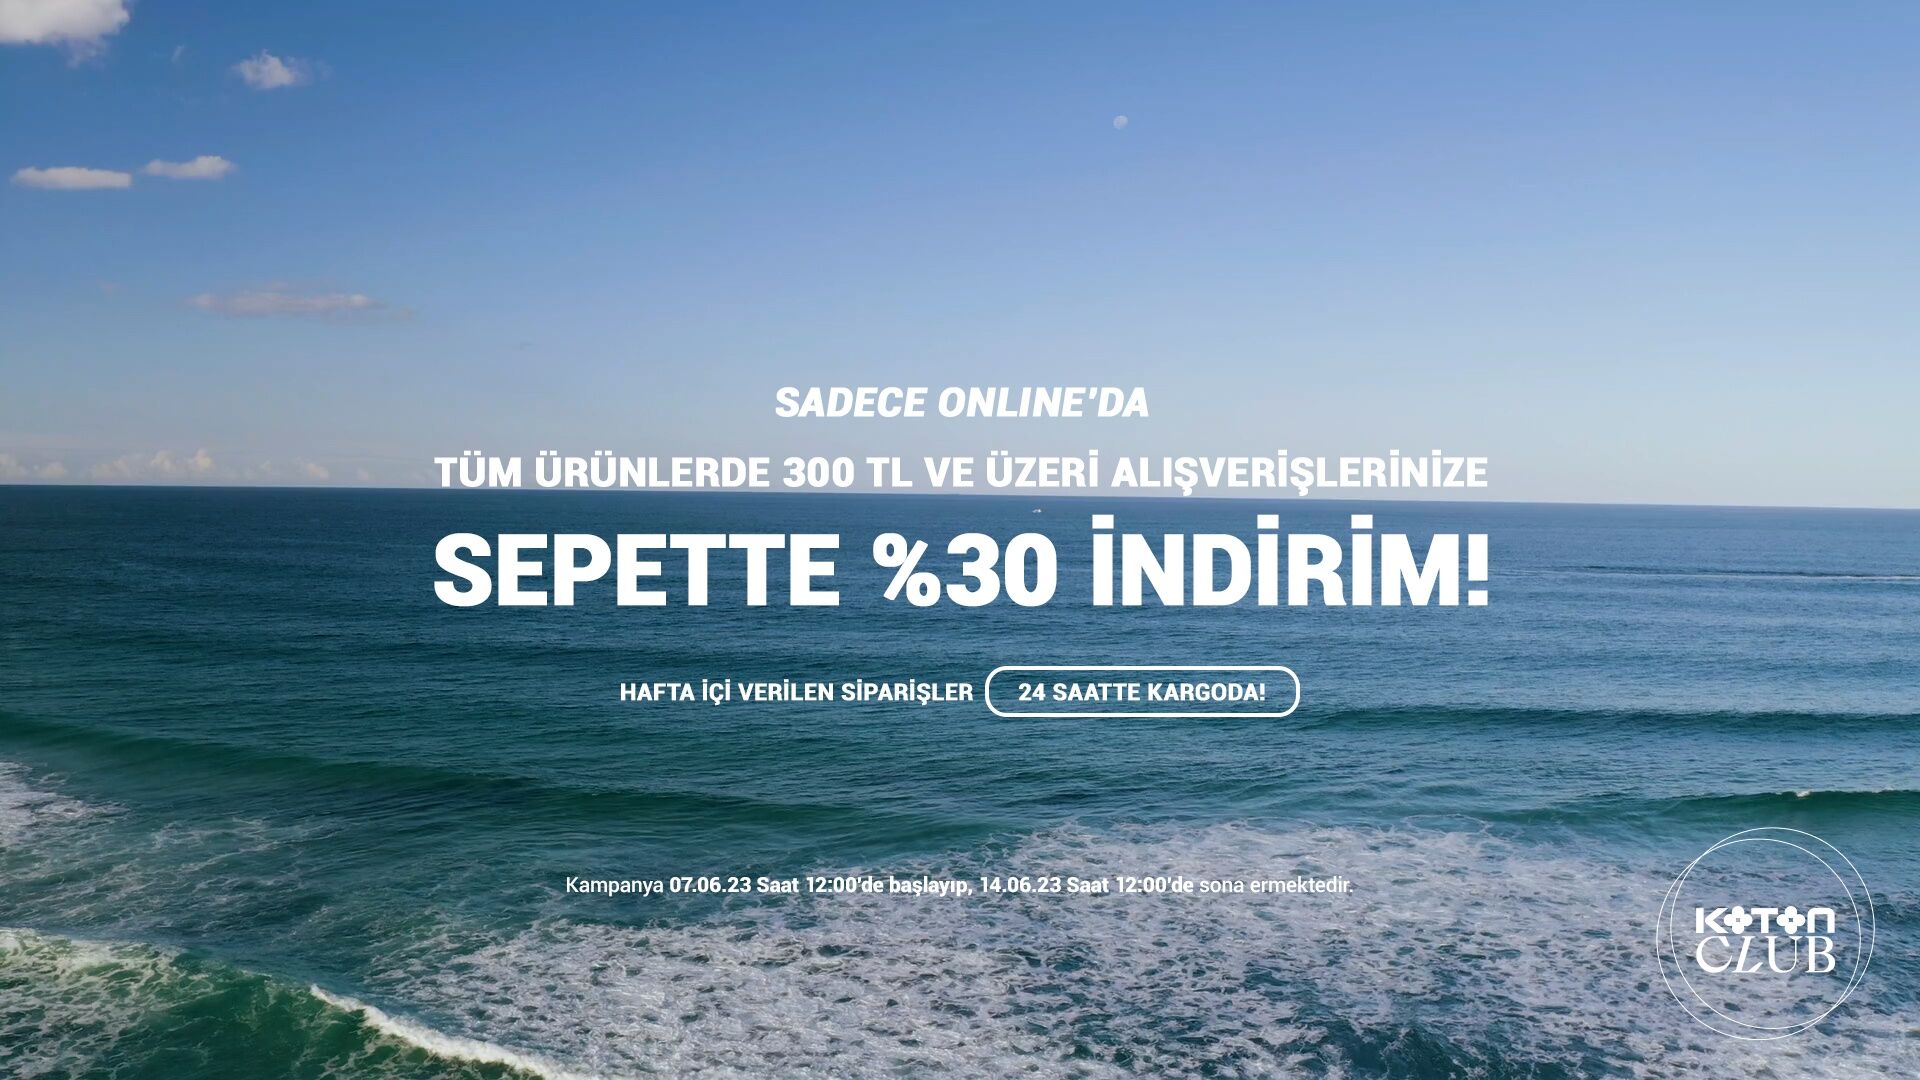 SADECE ONLINE'DA
TÜM ÜRÜNLERDE 300 TL VE ÜZERİ ALIŞVERİŞLERİNİZE
SEPETTE %30 İNDİRİM!
HAFTA İÇİ VERİLEN SİPARİŞLER 24 SAATTE KARGODA!
Kampanya 07.06.23 Saat 12:00'de başlayıp, 14.06.23 Saat 12:00'de sona ermektedir.
KOTON
CLUB